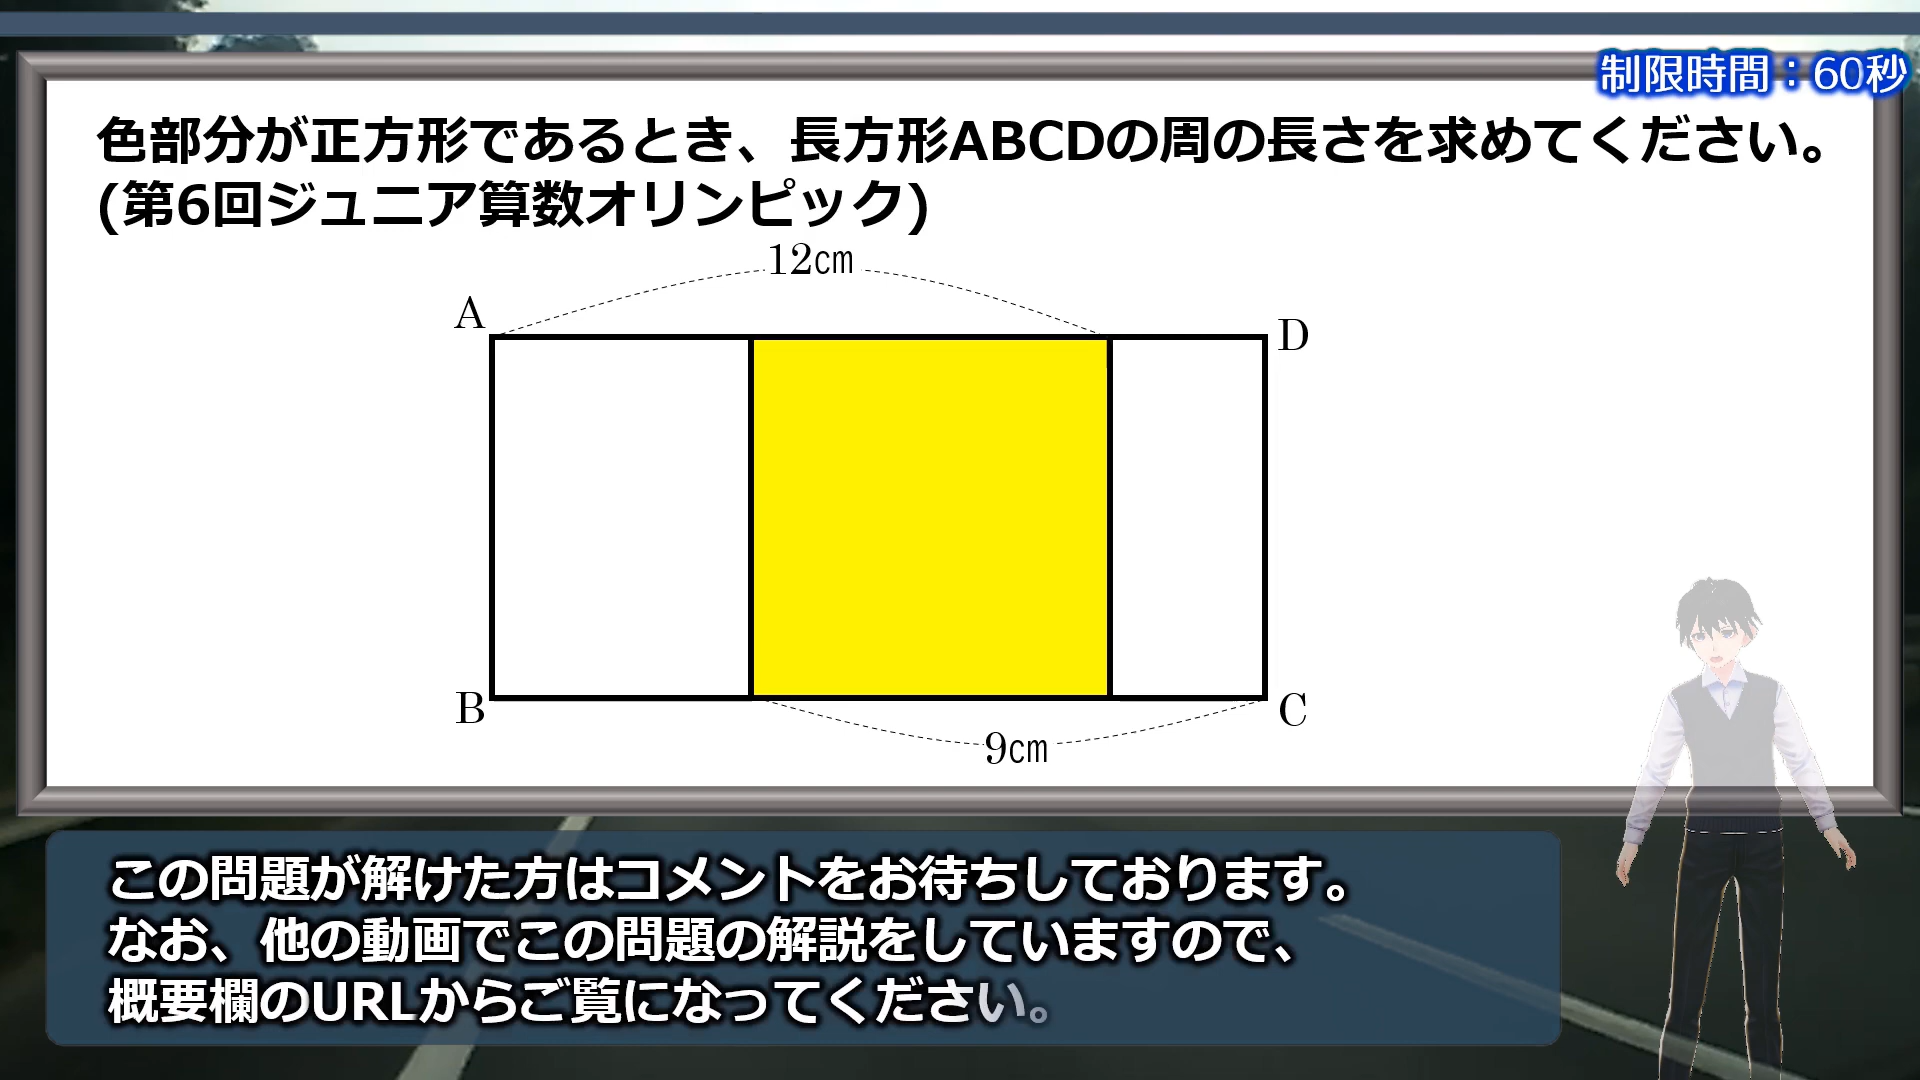 制限時間：60秒
色部分が正方形であるとき、長方形ABCDの周の長さを求めてください。
(第6回ジュニア算数オリンピック)
12㎝
A
D
B
C
9㎝
この問題が解けた方はコメントをお待ちしております。
なお、他の動画でこの問題の解説をしていますので、
概要欄のURLからご覧になってください。